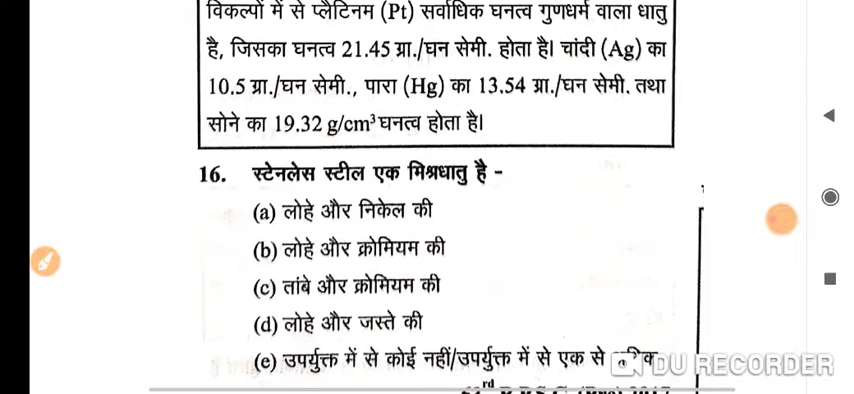 विकल्पों में से प्लैटिनम (Pt) सर्वाधिक घनत्व गुणधर्म वाला धातु
है, जिसका घनत्व 21.45 ग्रा./घन सेमी. होता है। चांदी (Ag) का
10.5 ग्रा./घन सेमी., पारा (Hg) का 13.54 ग्रा./घन सेमी. तथा
सोने का 19.32 g/cm³ घनत्व होता है।
16. स्टेनलेस स्टील एक मिश्रधातु है -
(a) लोहे और निकेल की
(b) लोहे और क्रोमियम की
(c) तांबे और क्रोमियम की
(d) लोहे और जस्ते की
(e) उपर्युक्त में से कोई नहीं/उपर्युक्त में से एक से
DU RECORDER